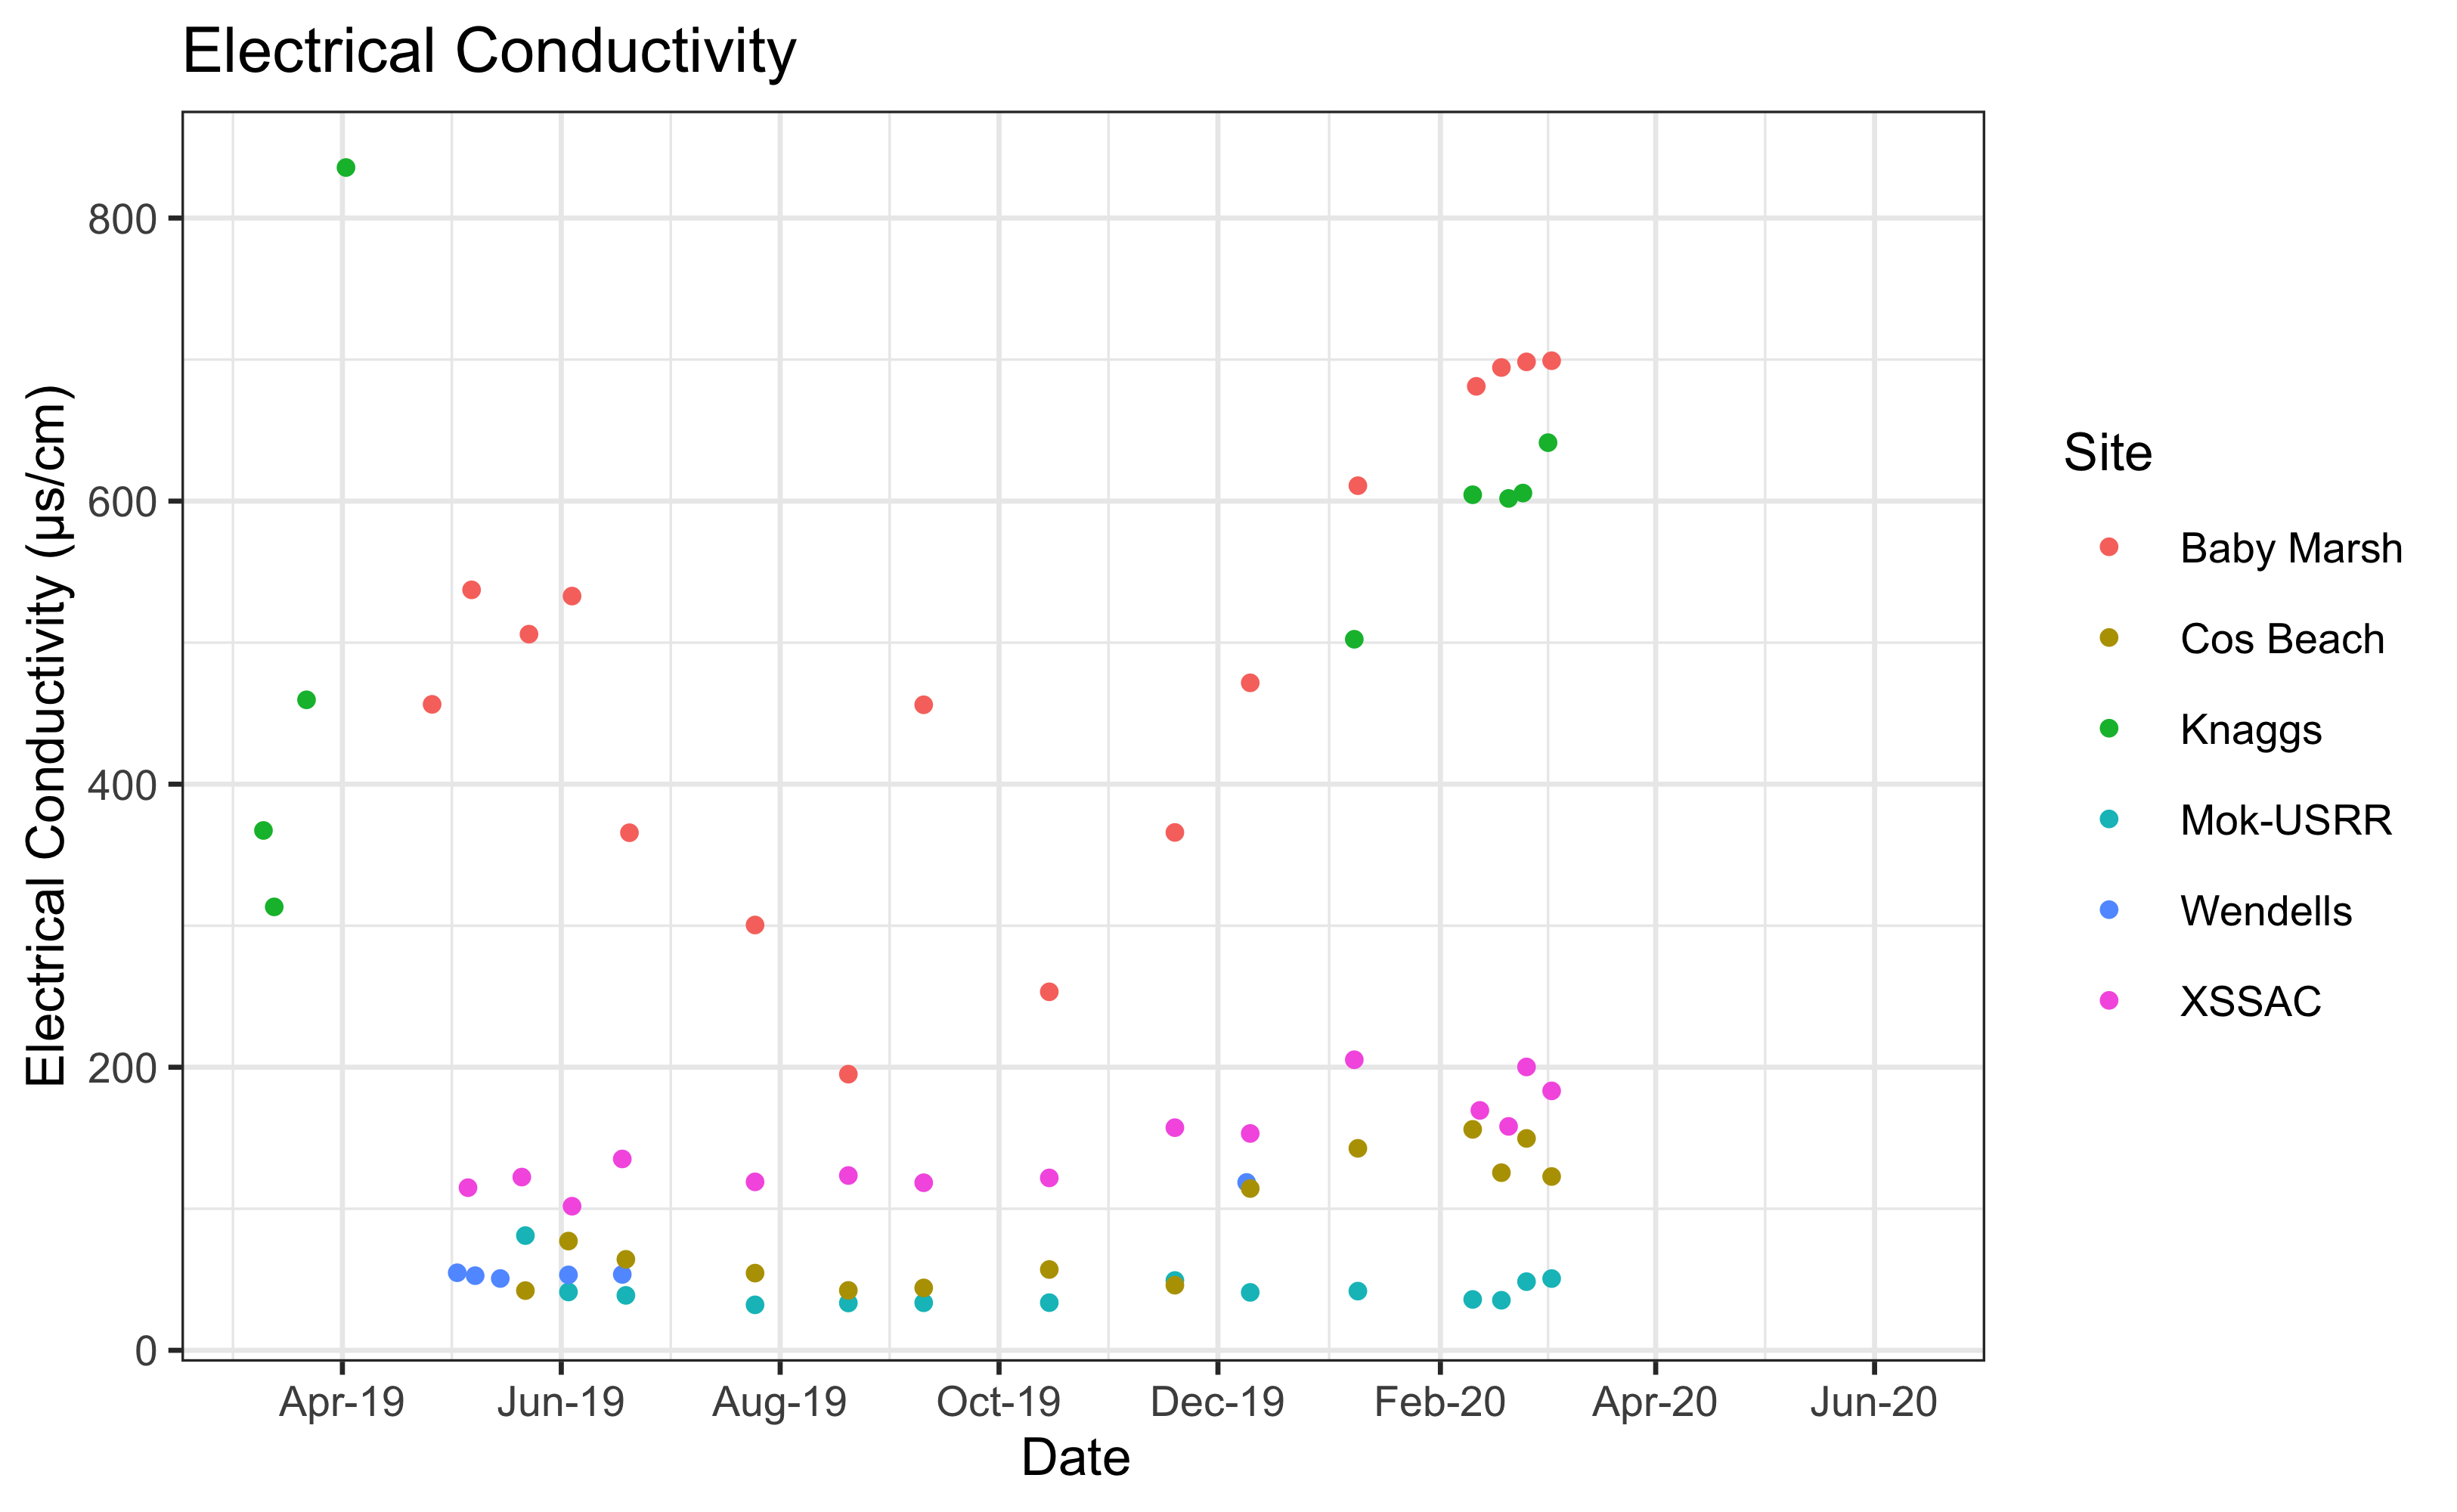 Electrical Conductivity
Electrical Conductivity (µs/cm)
800
600
400
200
0
Apr-19 Jun-19 Aug-19 Oct-19 Dec-19 Feb-20 Apr-20 Jun-20
Date
Site
Baby Marsh
Cos Beach
Knaggs
Mok-USRR
Wendells
XSSAC